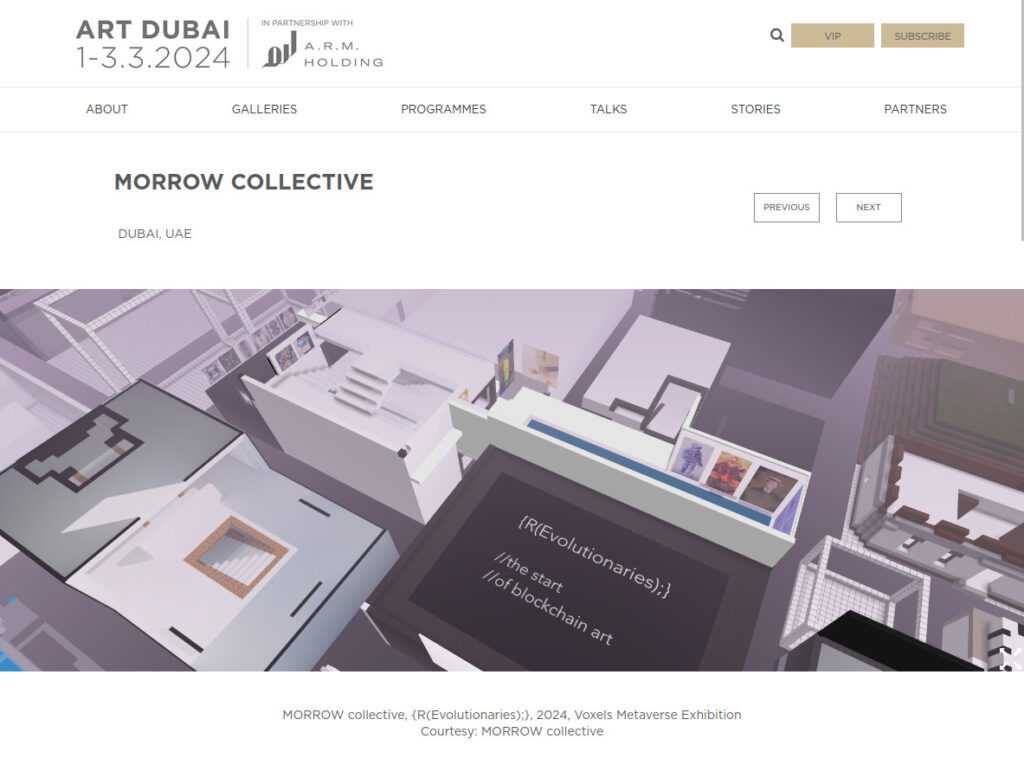 ART DUBAI
1-3.3.2024
IN PARTNERSHIP WITH
A.R.M.
HOLDING
VIP
SUBSCRIBE
ABOUT
GALLERIES
PROGRAMMES
TALKS
STORIES
PARTNERS
MORROW COLLECTIVE
PREVIOUS
NEXT
DUBAI, UAE
{R(Evolutionaries);}
//the start
//of blockchain art
MORROW collective, {R(Evolutionaries);}, 2024, Voxels Metaverse Exhibition
Courtesy: MORROW collective